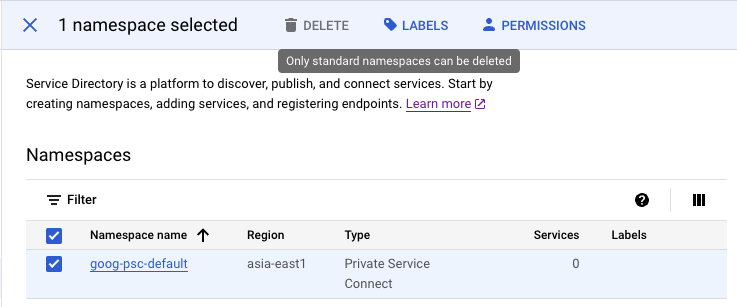 1 namespace selected DELETE LABELS PERMISSIONS
Only standard namespaces can be deleted
Service Directory is a platform to discover, publish, and connect services. Start by
creating namespaces, adding services, and registering endpoints. Learn more
Namespaces
Filter
Namespace name Region Type Services Labels
goog-psc-default asia-east1 Private Service 0
Connect